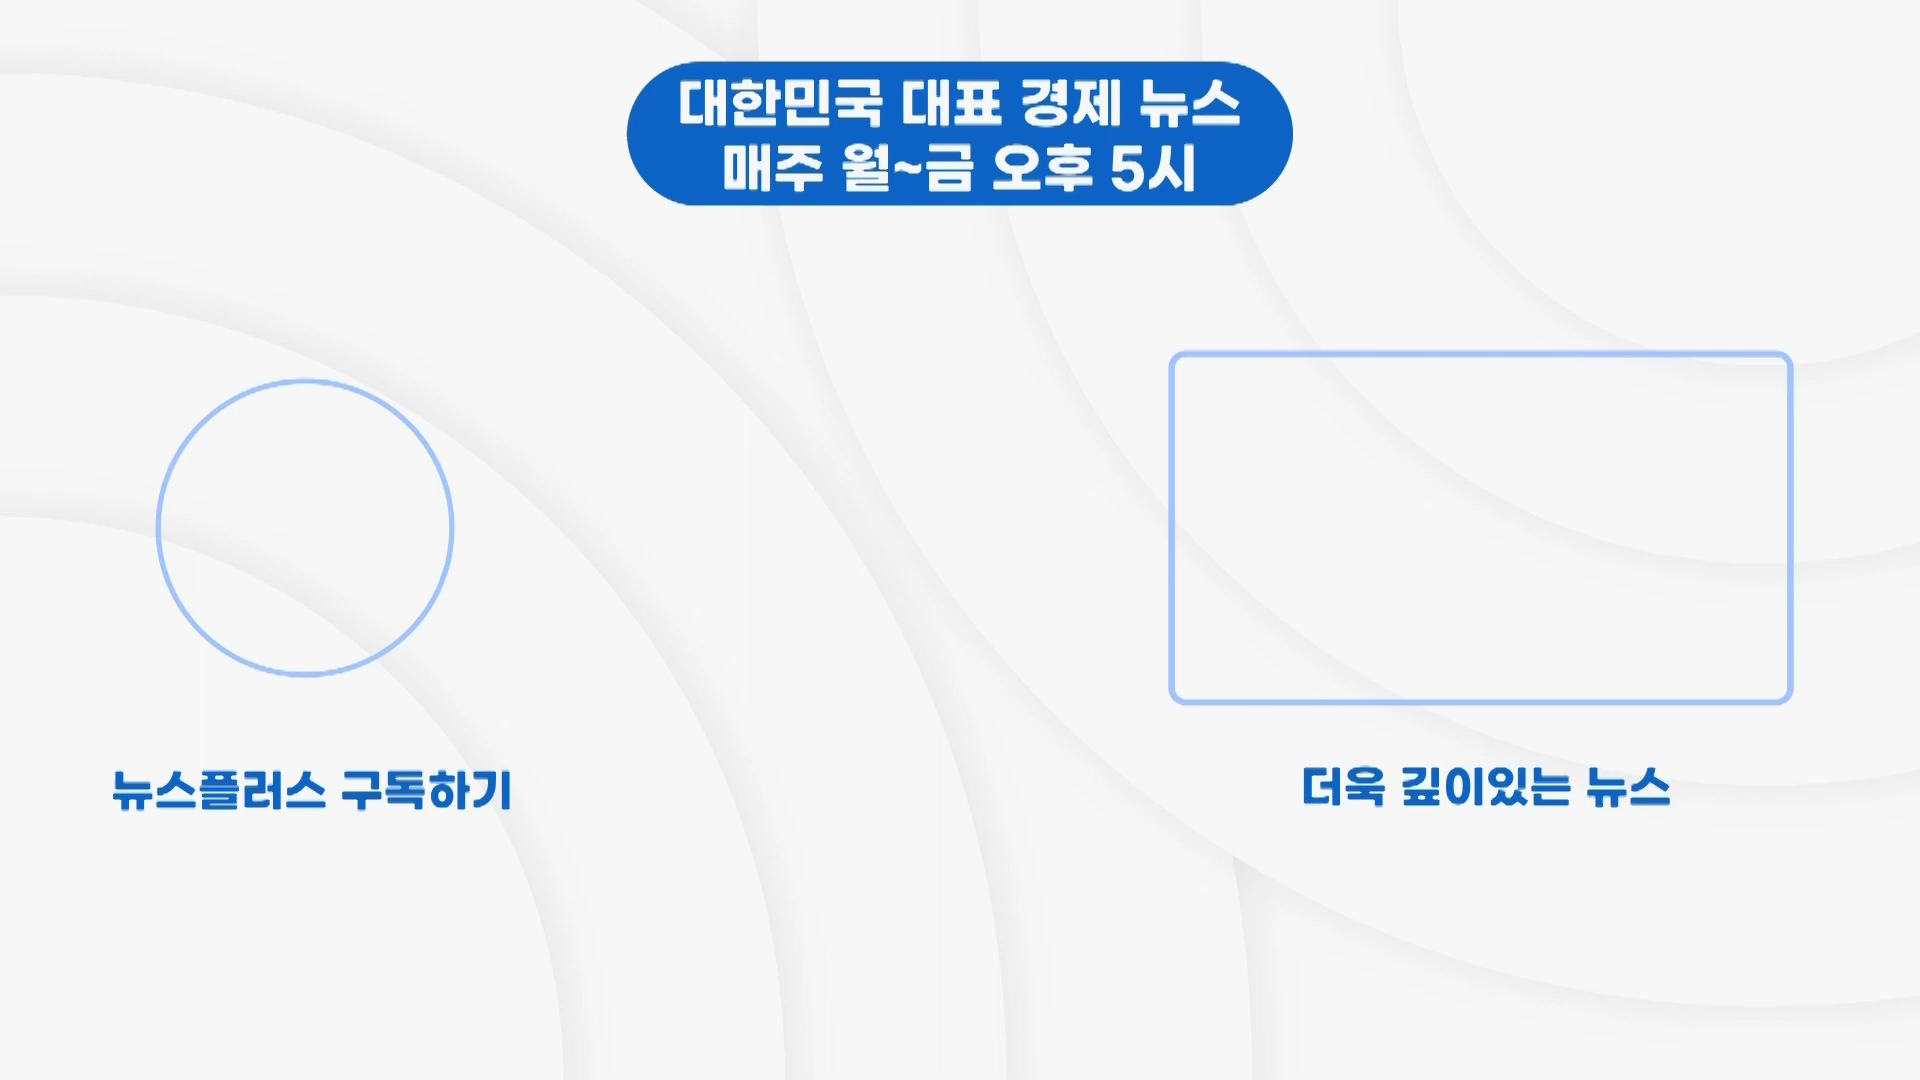 대한민국 대표 경제 뉴스
매주 월~금 오후 5시
뉴스플러스 구독하기
더욱 깊이있는 뉴스